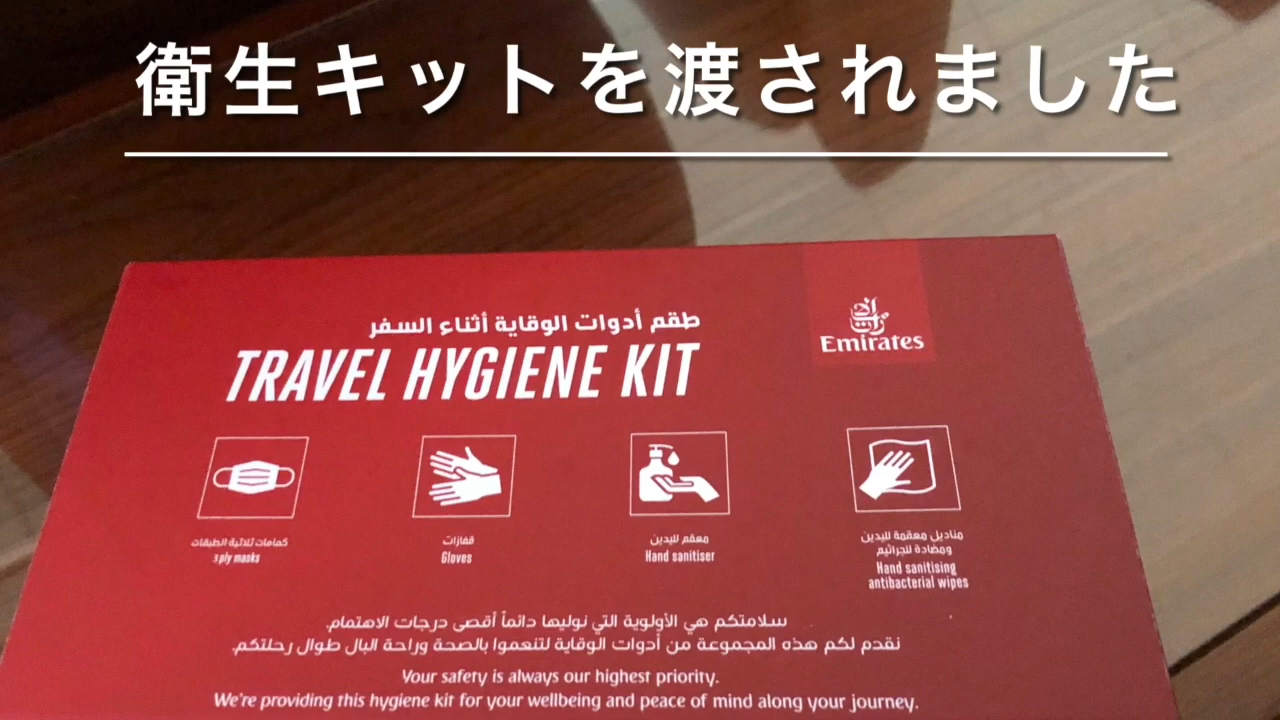 衛生キットを渡されました
طقم أدوات الوقاية أثناء السفر
TRAVEL HYGIENE KIT
Emirates
كمامات ثلاثية الطبقات
3 ply masks
قفازات
Gloves
معقم لليدين
Hand sanitiser
مناديل معقمة لليدين
ومضادة للجراثيم
Hand sanitising
antibacterial wipes
سلامتكم هي الأولوية التي نوليها دائماً أقصى درجات الاهتمام.
نقدم لكم هذه المجموعة من أدوات الوقاية لتنعموا بالصحة وراحة البال طوال رحلتكم.
Your safety is always our highest priority.
We're providing this hygiene kit for your wellbeing and peace of mind along your journey.